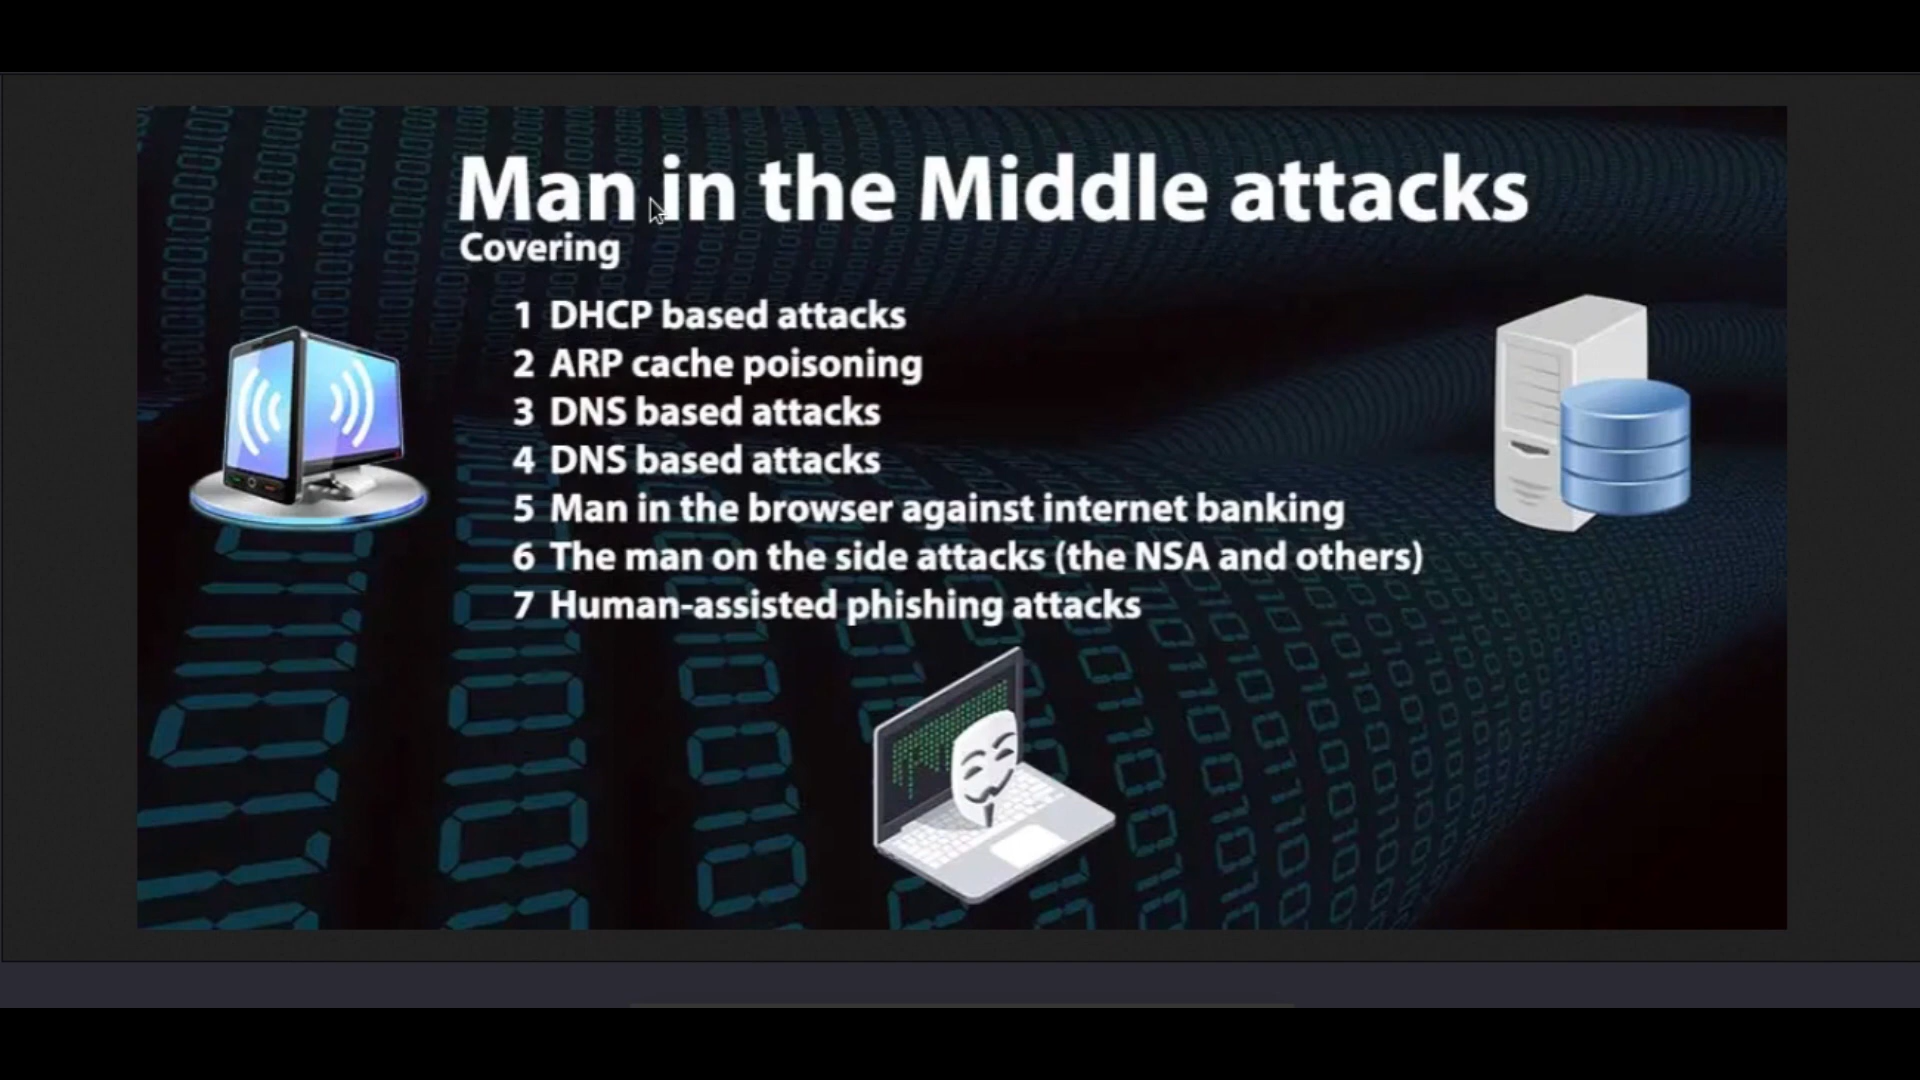 Man in the Middle attacks
Covering
1 DHCP based attacks
2 ARP cache poisoning
3 DNS based attacks
4 DNS based attacks
5 Man in the browser against internet banking
6 The man on the side attacks (the NSA and others)
7 Human-assisted phishing attacks